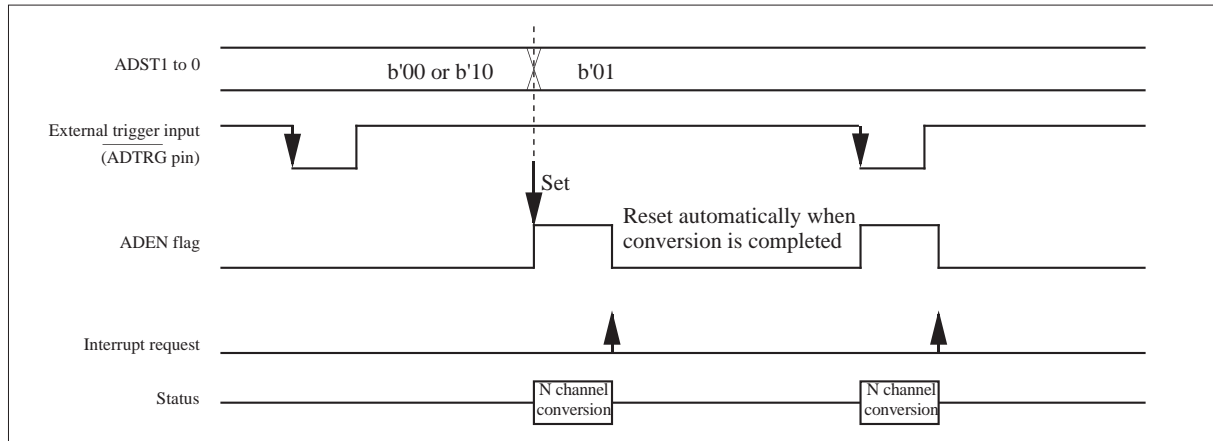 ADST1 to 0
b'00 or b'10
b'01
External trigger input
(ADTRG pin)
Set
ADEN flag
Reset automatically when
conversion is completed
Interrupt request
Status
N channel
conversion
N channel
conversion